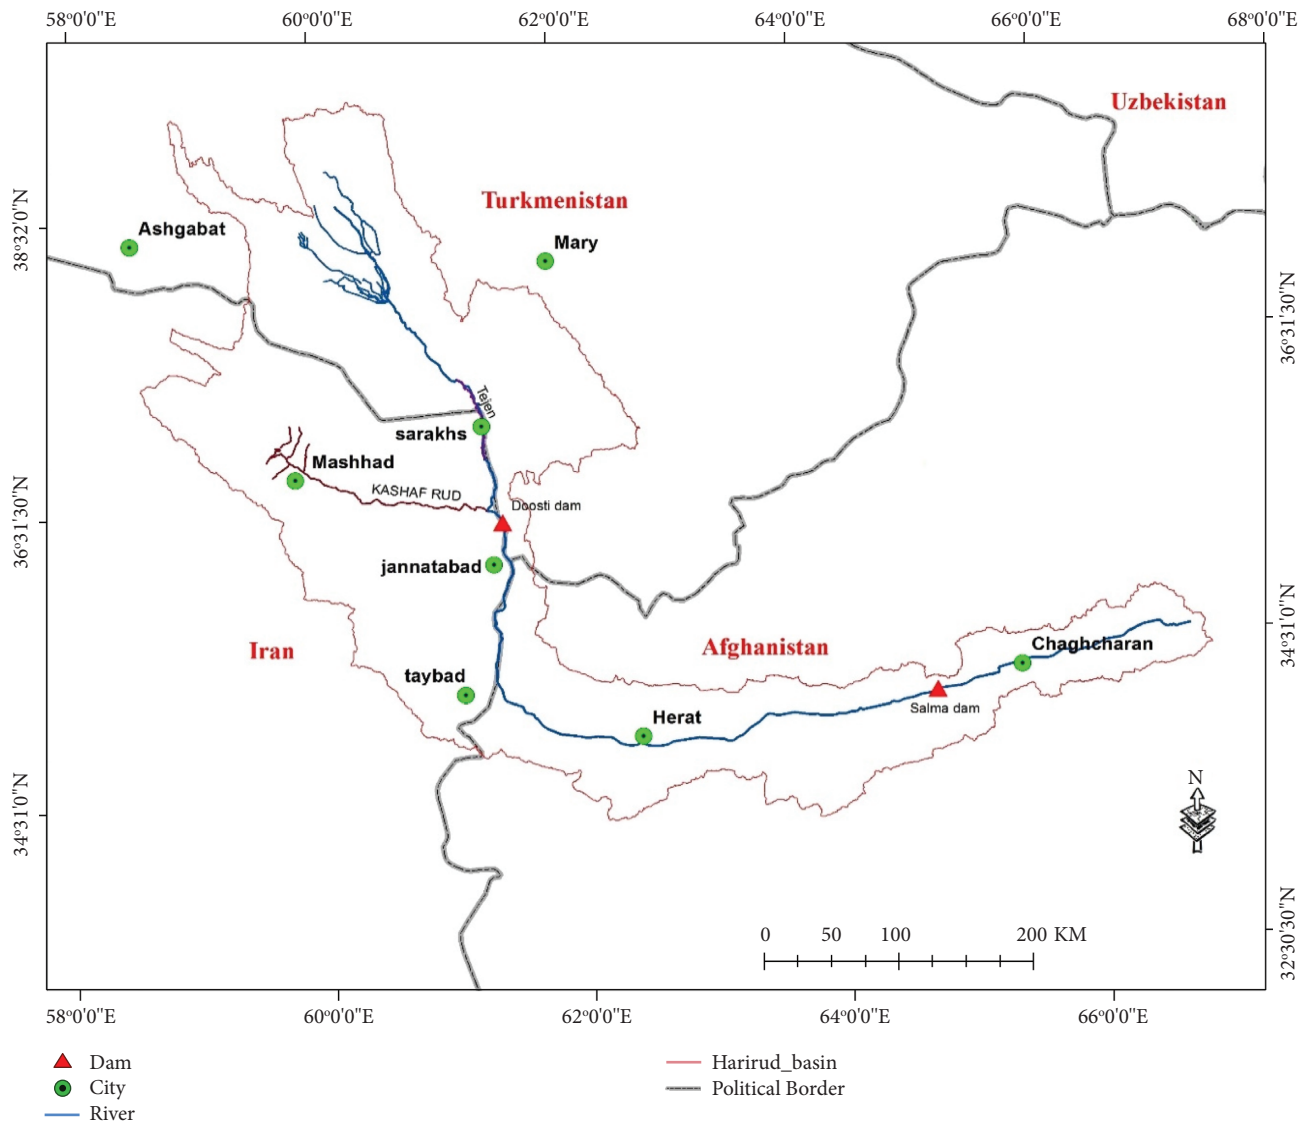 58°0'0"E 60°0'0"E 62°0'0"E 64°0'0"E 66°0'0"E 68°0'0"E
Uzbekistan
Turkmenistan
38°32'0"N
Ashgabat
Mary
36°31'30"N
Tejen
sarakhs
Mashhad
KASHAF RUD
Doosti dam
36°31'30"N
jannatabad
34°31'0"N
Iran
Afghanistan
Chaghcharan
taybad
Salma dam
Herat
N
34°31'0"N
0 50 100 200 KM
32°30'30"N
58°0'0"E 60°0'0"E 62°0'0"E 64°0'0"E 66°0'0"E
Dam
City
River
Harirud_basin
Political Border